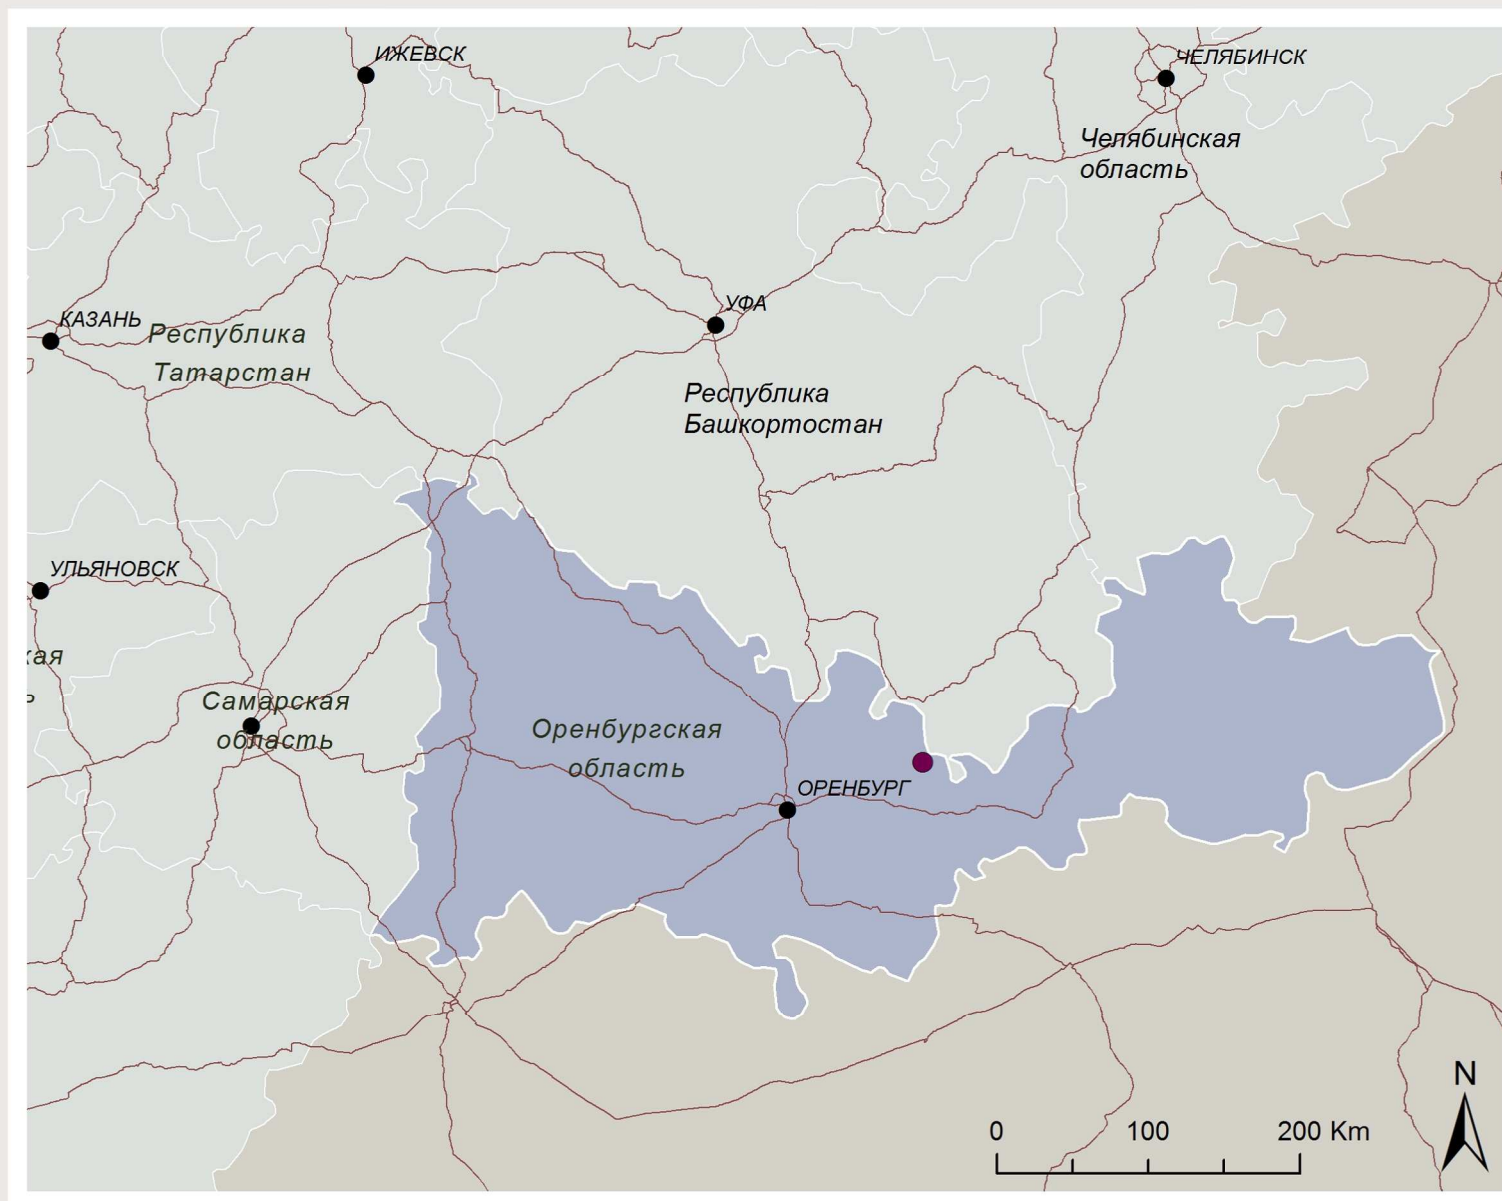 ИЖЕВСК
ЧЕЛЯБИНСК
Челябинская
область
УФА
КАЗАНЬ
Республика
Татарстан
Республика
Башкортостан
УЛЬЯНОВСК
кая
ь
Самарская
область
Оренбургская
область
ОРЕНБУРГ
N
0 100 200 Km